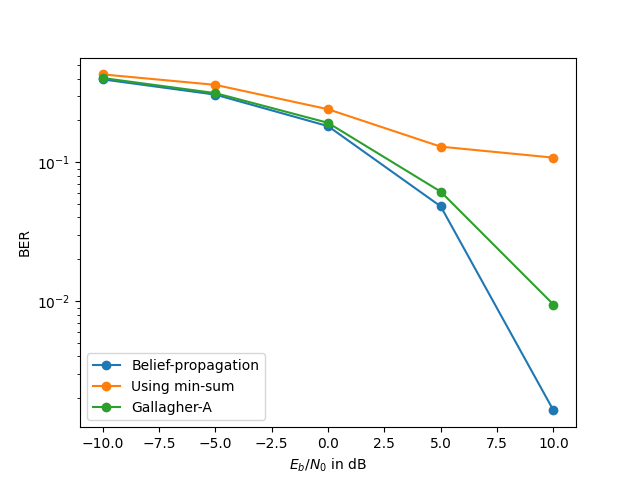 BER
10⁻¹
10⁻²
Belief-propagation
Using min-sum
Gallagher-A
−10.0 −7.5 −5.0 −2.5 0.0 2.5 5.0 7.5 10.0
E_b/N_0 in dB